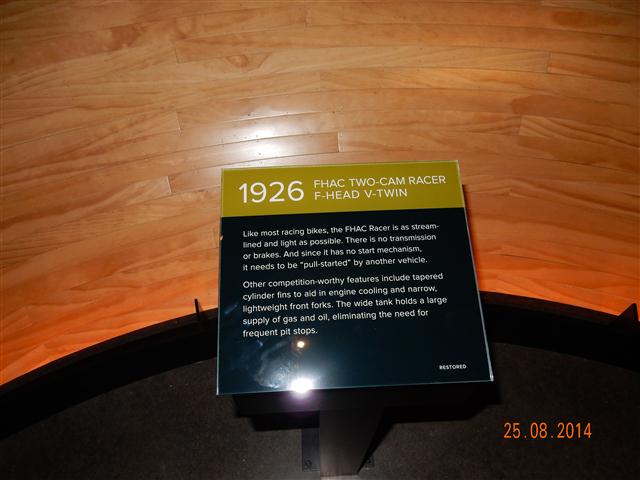 1926 FHAC TWO-CAM RACER
F-HEAD V-TWIN
Like most racing bikes, the FHAC Racer is as stream-
lined and light as possible. There is no transmission
or brakes. And since it has no start mechanism,
it needs to be "pull-started" by another vehicle.
Other competition-worthy features include tapered
cylinder fins to aid in engine cooling and narrow,
lightweight front forks. The wide tank holds a large
supply of gas and oil, eliminating the need for
frequent pit stops.
RESTORED
25.08.2014